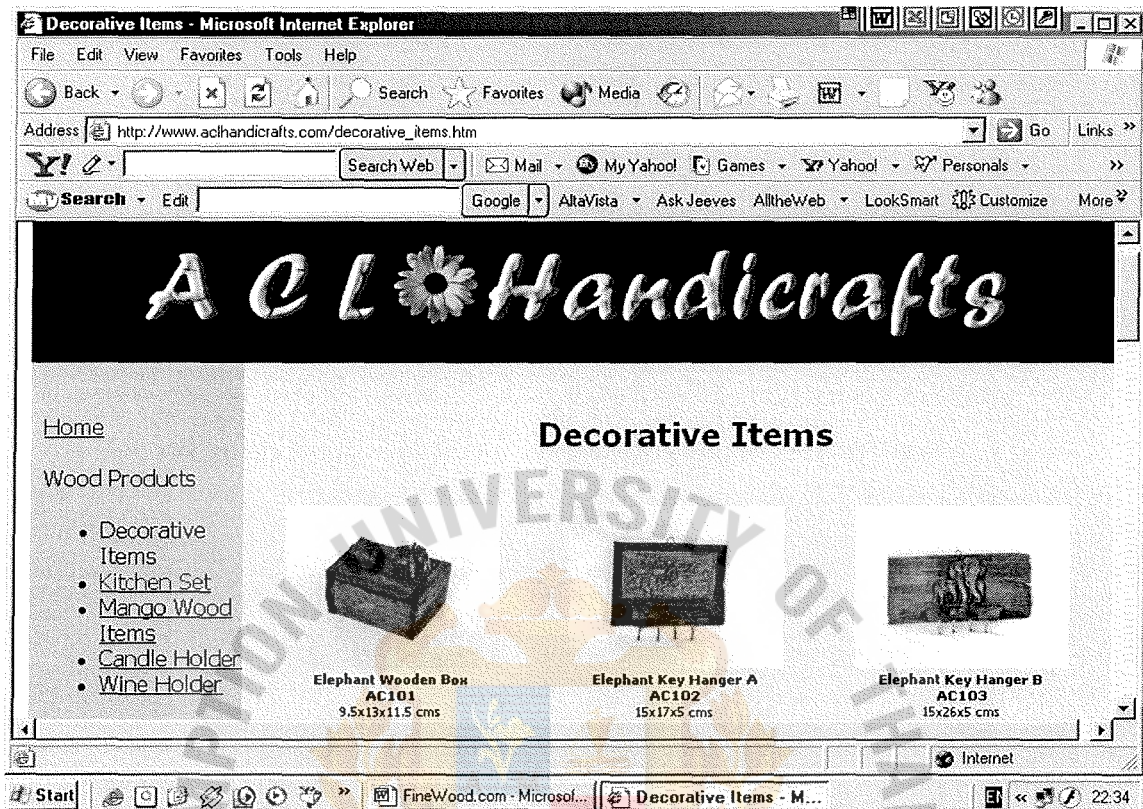 Decorative Items - Microsoft Internet Explorer
File Edit View Favorites Tools Help
Back Search Favorites Media
Address http://www.aclhandicrafts.com/decorative_items.htm Go Links »
Y! Search Web Mail My Yahoo! Games Yahoo! Personals »
Search Edit Google AltaVista Ask Jeeves AlltheWeb LookSmart Customize More »
A C L Handicrafts
Home
Decorative Items
Wood Products
• Decorative
Items
• Kitchen Set
• Mango Wood
Items
• Candle Holder
• Wine Holder
Elephant Wooden Box
AC101
9.5x13x11.5 cms
Elephant Key Hanger A
AC102
15x17x5 cms
Elephant Key Hanger B
AC103
15x26x5 cms
UNIVERSITY OF
Internet
Start » FineWood.com - Microsof... Decorative Items - M... « 22:34